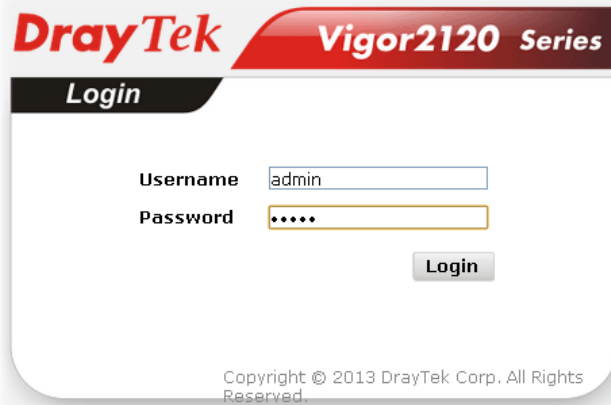 DrayTek Vigor2120 Series
Login
Username admin
Password •••••
Login
Copyright © 2013 DrayTek Corp. All Rights
Reserved.